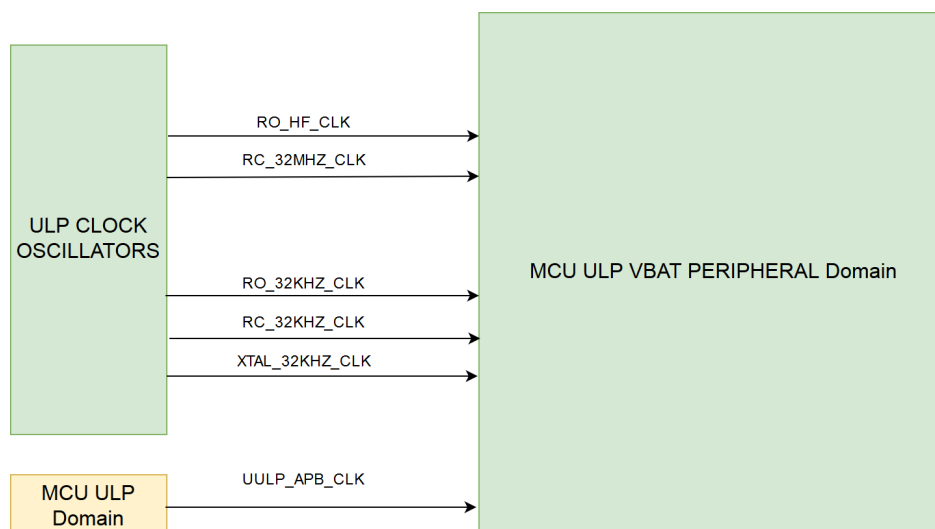 RO_HF_CLK
RC_32MHZ_CLK
ULP CLOCK
OSCILLATORS
MCU ULP VBAT PERIPHERAL Domain
RO_32KHZ_CLK
RC_32KHZ_CLK
XTAL_32KHZ_CLK
UULP_APB_CLK
MCU ULP
Domain